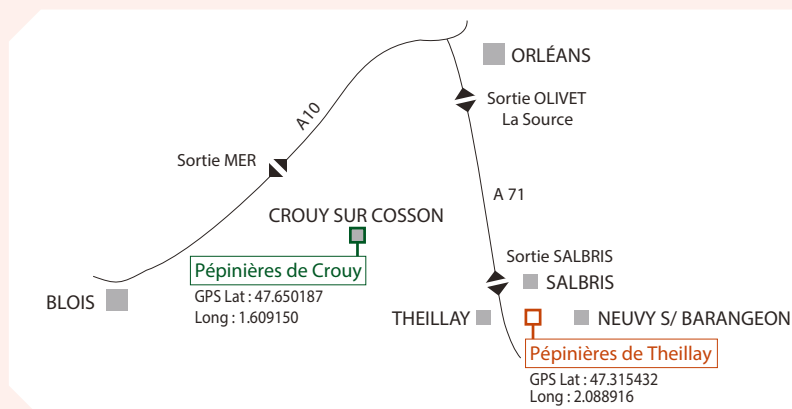 ORLÉANS
Sortie OLIVET
La Source
A10
Sortie MER
A 71
CROUY SUR COSSON
Pépinières de Crouy
GPS Lat : 47.650187
Long : 1.609150
BLOIS
Sortie SALBRIS
SALBRIS
THEILLAY
NEUVY S/ BARANGEON
Pépinières de Theillay
GPS Lat : 47.315432
Long : 2.088916